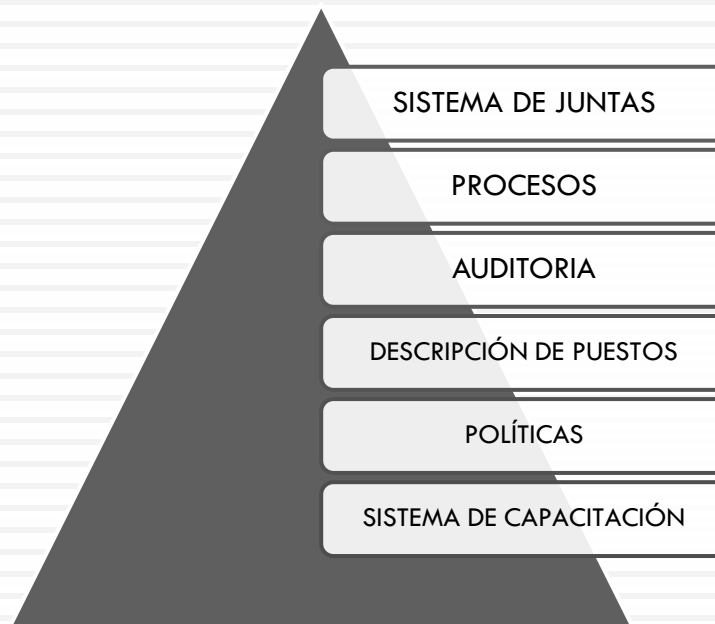 SISTEMA DE JUNTAS
PROCESOS
AUDITORIA
DESCRIPCIÓN DE PUESTOS
POLÍTICAS
SISTEMA DE CAPACITACIÓN